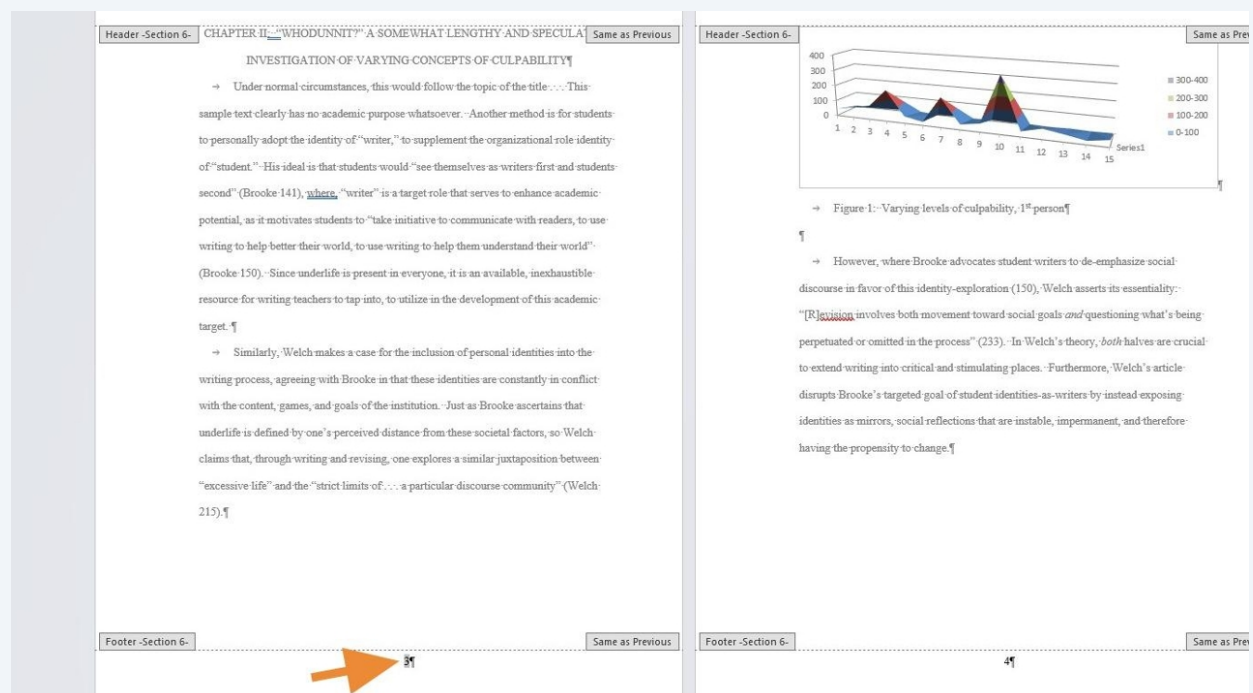 Header -Section 6-
CHAPTER II: "WHODUNNIT?" A SOMEWHAT LENGTHY AND
Same as Previous
INVESTIGATION OF VARYING CONCEPTS OF CULPABILITY¶
→ Under normal circumstances, this would follow the topic of the title . . . This
sample text clearly has no academic purpose whatsoever. Another method is for students
to personally adopt the identity of “writer,” to supplement the organizational role identity
of “student.” His ideal is that students would “see themselves as writers first and students
second” (Brooke 141), where, “writer” is a target role that serves to enhance academic
potential, as it motivates students to “take initiative to communicate with readers, to use
writing to help better their world, to use writing to help them understand their world”
(Brooke 150). Since underlife is present in everyone, it is an available, inexhaustible
resource for writing teachers to tap into, to utilize in the development of this academic
target. ¶
→ Similarly, Welch makes a case for the inclusion of personal identities into the
writing process, agreeing with Brooke in that these identities are constantly in conflict
with the content, games, and goals of the institution. Just as Brooke ascertains that
underlife is defined by one’s perceived distance from these societal factors, so Welch
claims that, through writing and revising, one explores a similar juxtaposition between
“excessive life” and the “strict limits of . . . a particular discourse community” (Welch
215).¶
Footer -Section 6-
Same as Previous
3¶
Header -Section 6-
Same as
400
300
200
100
0
1 2 3 4 5 6 7 8 9 10 11 12 13 14 15
Series1
300-400
200-300
100-200
0-100
¶
→ Figure 1: Varying levels of culpability, 1st person¶
¶
→ However, where Brooke advocates student writers to de-emphasize social
discourse in favor of this identity-exploration (150), Welch asserts its essentiality:
“[R]evision involves both movement toward social goals and questioning what’s being
perpetuated or omitted in the process” (233). In Welch’s theory, both halves are crucial
to extend writing into critical and stimulating places. Furthermore, Welch’s article
disrupts Brooke’s targeted goal of student identities-as-writers by instead exposing
identities as mirrors, social reflections that are instable, impermanent, and therefore
having the propensity to change.¶
Footer -Section 6-
Same as
4¶